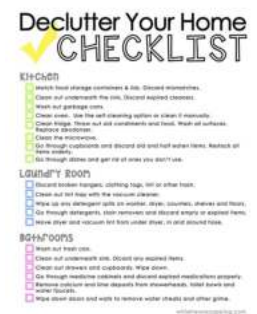 Declutter Your Home
CHECKLIST
Kitchen
Match food storage containers & lids. Discard mismatches.
Clean out underneath the sink. Discard expired cleaners.
Wash out garbage cans.
Clean oven. Use the self cleaning option or clean it manually.
Clean fridge. Throw out old condiments and food. Wash all surfaces.
Replace deodorizer.
Clean the microwave.
Go through cupboards and discard old and half eaten items. Replace all
items orderly.
Go through dishes and get rid of ones you don't use.
Laundry Room
Discard broken hangers, clothing tags, lint or other trash.
Clean out lint trap with the vacuum cleaner.
Wipe up any detergent spills on washer, dryer, counters, shelves and floors.
Go through detergents, stain removers and discard empty or expired items.
Move dryer and vacuum lint from under dryer, in and around hoses.
Bathrooms
Wash out trash can.
Clean out underneath sink. Discard any expired items.
Clean out drawers and cupboards. Wipe down.
Go through medicine cabinets and discard expired medications properly.
Remove calcium and lime deposits from showerheads, toilet bowls and
water faucets.
Wipe down doors and walls to remove water streaks and other grime.